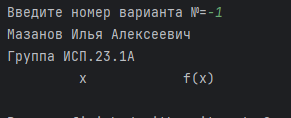 Введите номер варианта №=-1
Мазанов Илья Алексеевич
Группа ИСП.23.1А
x f(x)